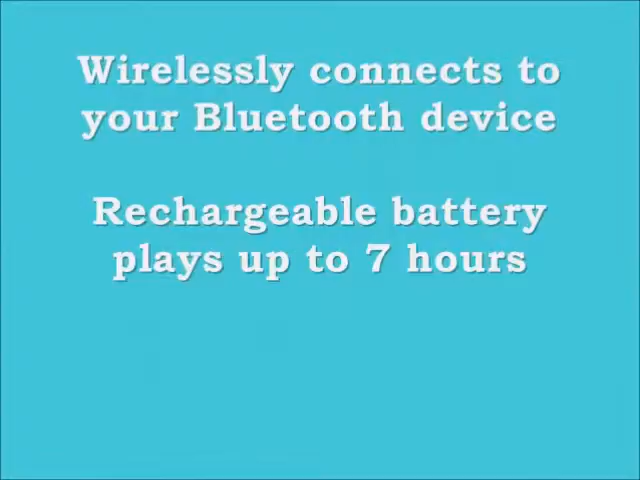 Wirelessly connects to
your Bluetooth device
Rechargeable battery
plays up to 7 hours